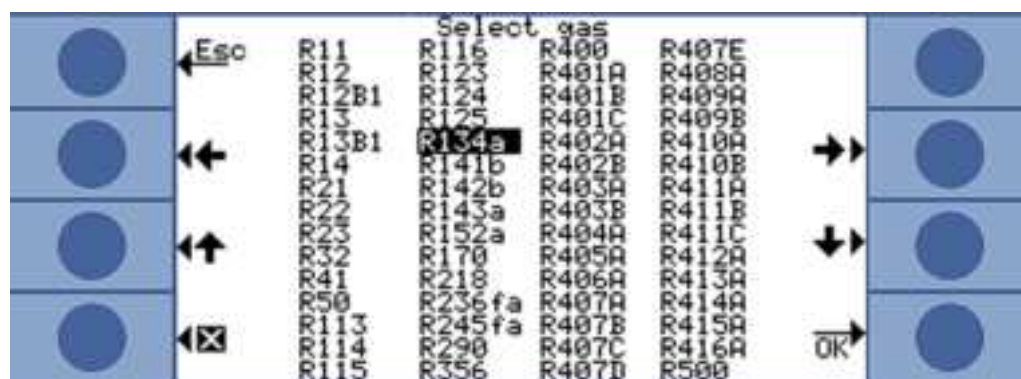 Select gas
Esc
R11 R116 R400 R407E
R12 R123 R401A R408A
R12B1 R124 R401B R409A
R13 R125 R401C R409B
R13B1 R134a R402A R410A
R14 R141b R402B R410B
R21 R142b R403A R411A
R22 R143a R403B R411B
R23 R152a R404A R411C
R32 R170 R405A R412A
R41 R218 R406A R413A
R50 R236fa R407A R414A
R113 R245fa R407B R415A
R114 R290 R407C R416A
R115 R356 R407D R500
OK